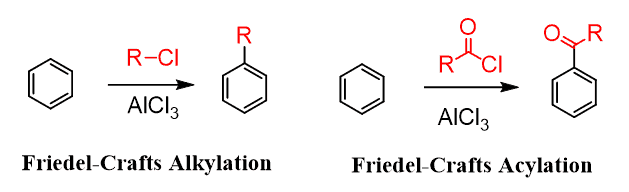 R–Cl
AlCl₃
R
Friedel-Crafts Alkylation
O
R
Cl
AlCl₃
O
R
Friedel-Crafts Acylation